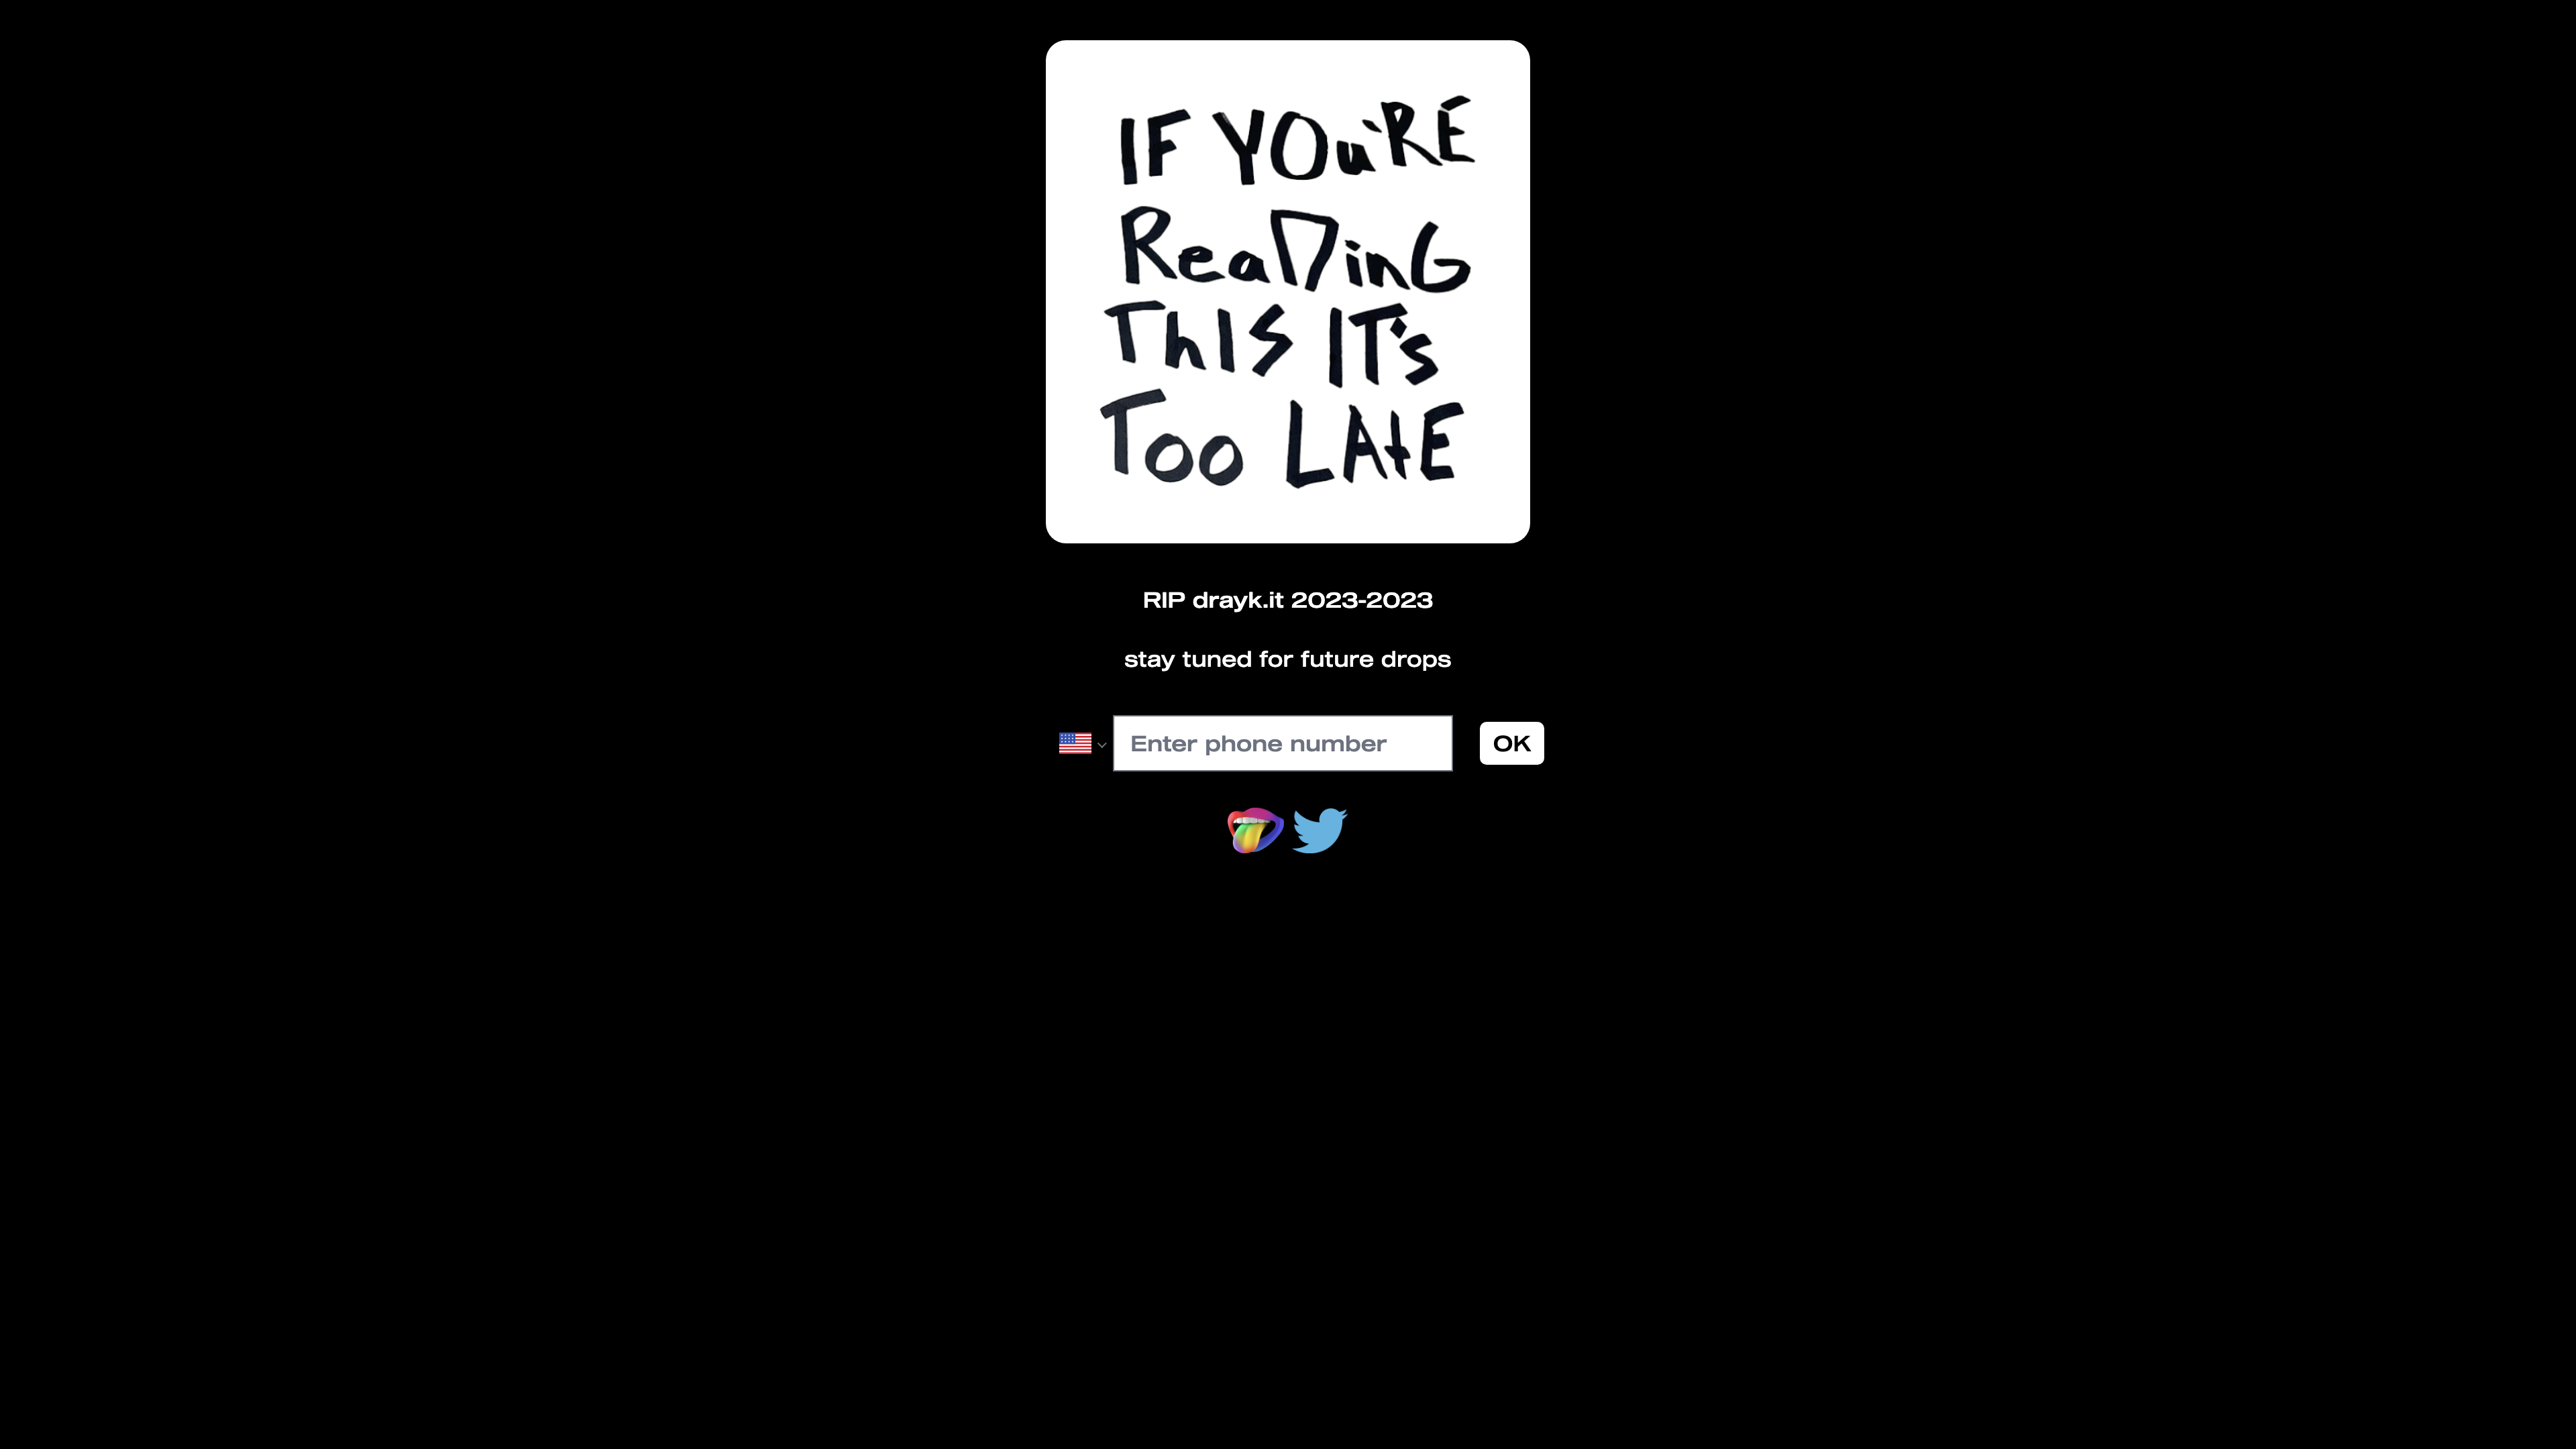 IF YOu'RE
ReaDinG
ThIS IT's
Too LAtE
RIP drayk.it 2023-2023
stay tuned for future drops
Enter phone number
OK